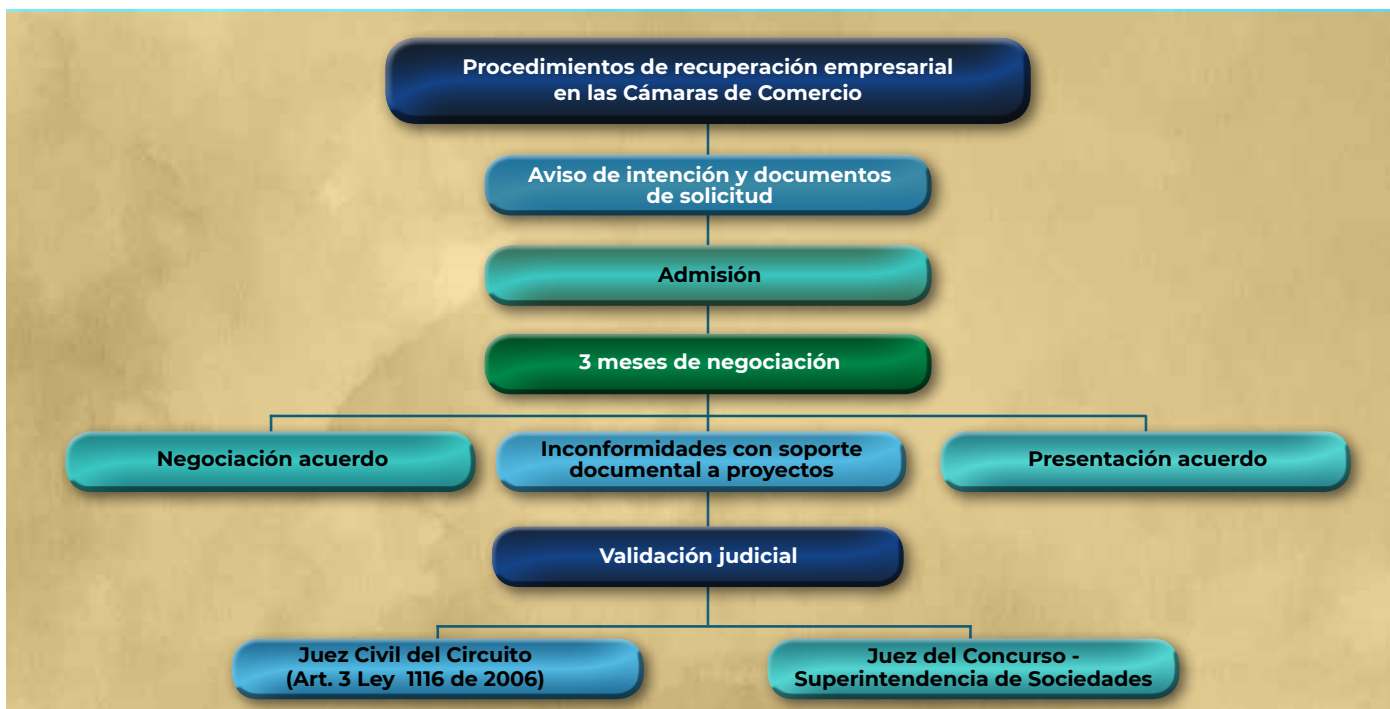 Procedimientos de recuperación empresarial
en las Cámaras de Comercio
Aviso de intención y documentos
de solicitud
Admisión
3 meses de negociación
Negociación acuerdo
Inconformidades con soporte
documental a proyectos
Presentación acuerdo
Validación judicial
Juez Civil del Circuito
(Art. 3 Ley 1116 de 2006)
Juez del Concurso -
Superintendencia de Sociedades